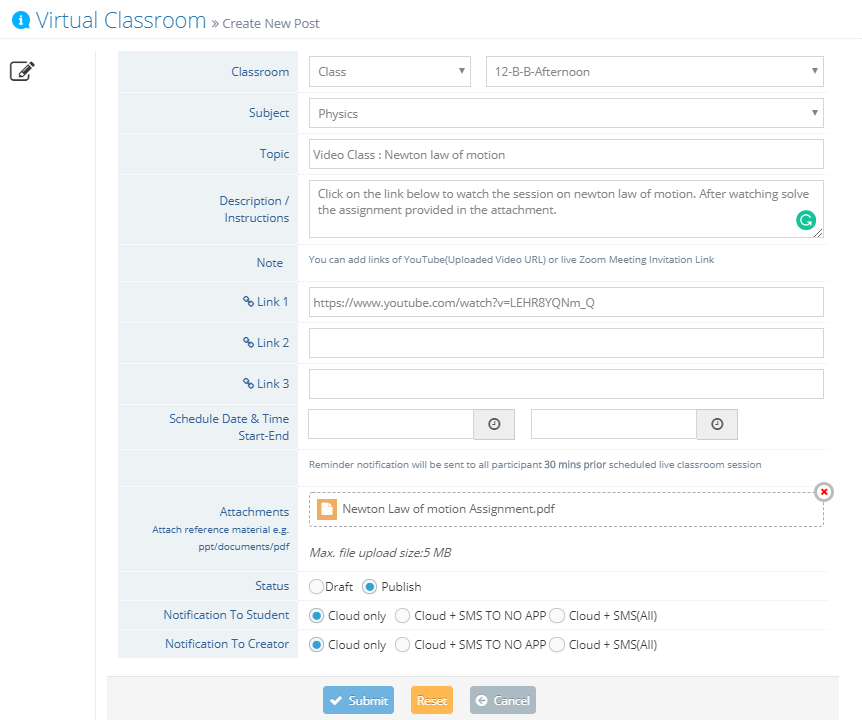 Virtual Classroom » Create New Post
Classroom Class 12-B-B-Afternoon
Subject Physics
Topic Video Class : Newton law of motion
Description / Instructions
Click on the link below to watch the session on newton law of motion. After watching solve
the assignment provided in the attachment.
Note You can add links of YouTube(Uploaded Video URL) or live Zoom Meeting Invitation Link
Link 1 https://www.youtube.com/watch?v=LEHR8YQNm_Q
Link 2
Link 3
Schedule Date & Time
Start-End
Reminder notification will be sent to all participant 30 mins prior scheduled live classroom session
Attachments Newton Law of motion Assignment.pdf
Attach reference material e.g.
ppt/documents/pdf
Max. file upload size:5 MB
Status Draft Publish
Notification To Student Cloud only Cloud + SMS TO NO APP Cloud + SMS(All)
Notification To Creator Cloud only Cloud + SMS TO NO APP Cloud + SMS(All)
Submit Reset Cancel